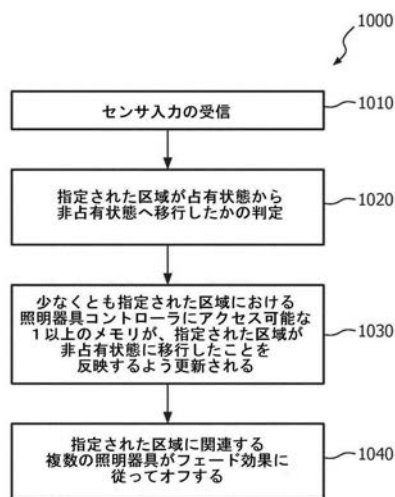 1000
センサ入力の受信
1010
指定された区域が占有状態から
非占有状態へ移行したかの判定
1020
少なくとも指定された区域における
照明器具コントローラにアクセス可能な
1以上のメモリが、指定された区域が
非占有状態に移行したことを
反映するよう更新される
1030
指定された区域に関連する
複数の照明器具がフェード効果に
従ってオフする
1040